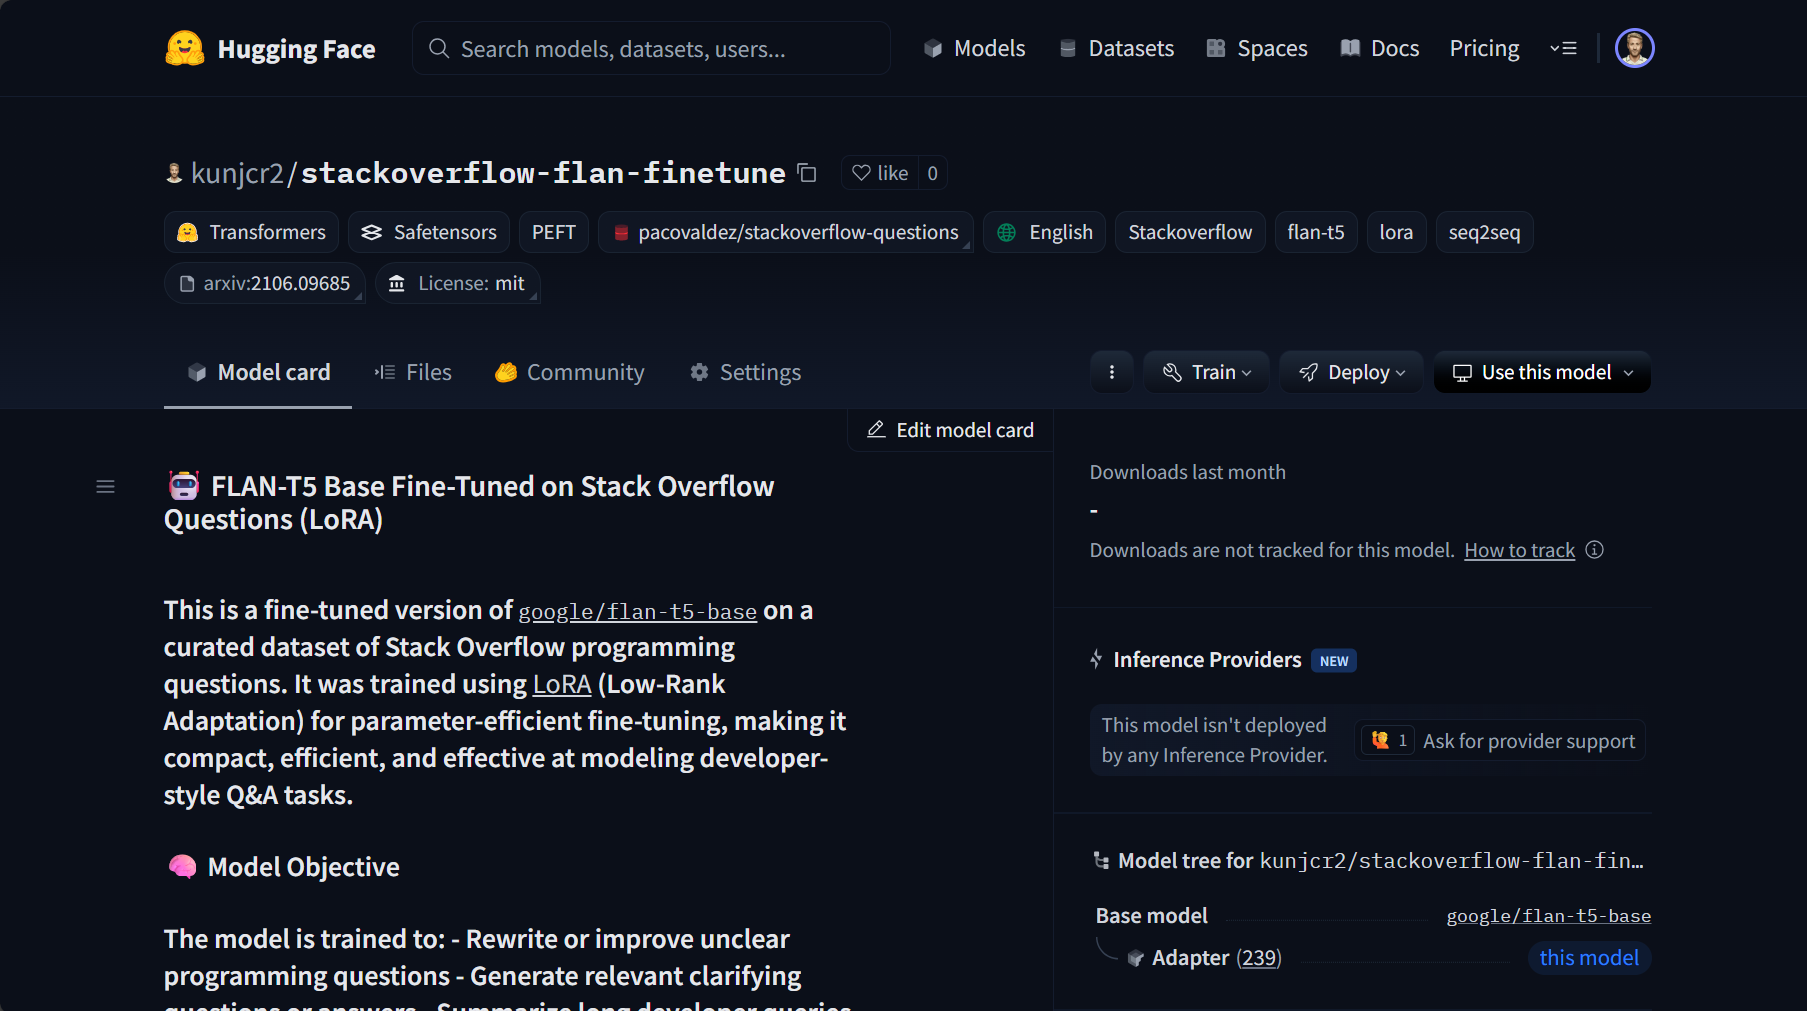 Hugging Face
Search models, datasets, users...
Models
Datasets
Spaces
Docs
Pricing
kunjcr2/stackoverflow-flan-finetune
like 0
Transformers
Safetensors
PEFT
pacovaldez/stackoverflow-questions
English
Stackoverflow
flan-t5
lora
seq2seq
arxiv:2106.09685
License: mit
Model card
Files
Community
Settings
Train
Deploy
Use this model
Edit model card
🤖 FLAN-T5 Base Fine-Tuned on Stack Overflow
Questions (LoRA)
This is a fine-tuned version of google/flan-t5-base on a
curated dataset of Stack Overflow programming
questions. It was trained using LoRA (Low-Rank
Adaptation) for parameter-efficient fine-tuning, making it
compact, efficient, and effective at modeling developer-
style Q&A tasks.
🧠 Model Objective
The model is trained to: - Rewrite or improve unclear
programming questions - Generate relevant clarifying
questions or answers - Summarize long developer queries
Downloads last month
-
Downloads are not tracked for this model. How to track
Inference Providers NEW
This model isn't deployed
by any Inference Provider.
🙋 1 Ask for provider support
Model tree for kunjcr2/stackoverflow-flan-fin…
Base model
google/flan-t5-base
Adapter (239)
this model